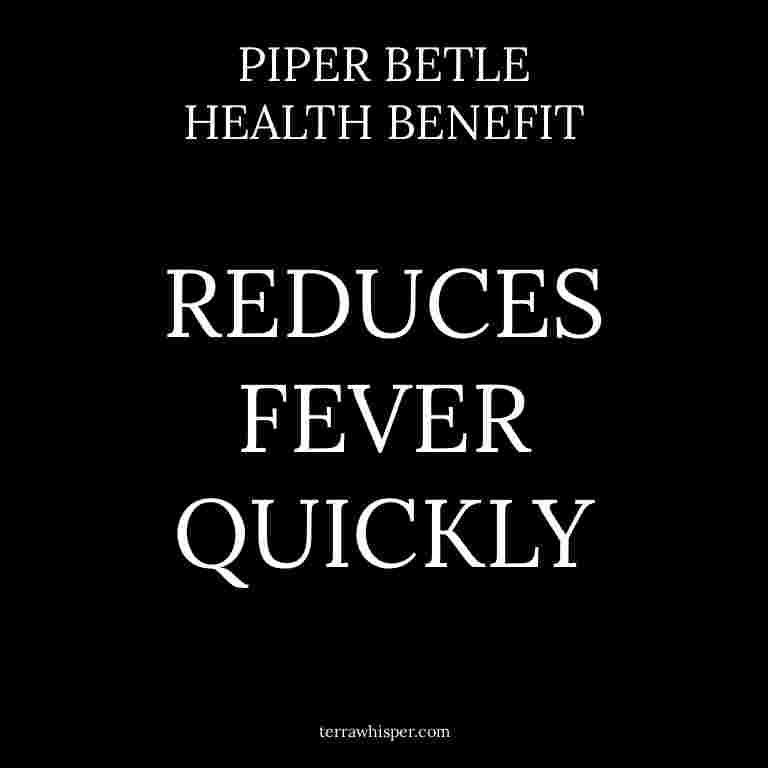 PIPER BETLE
HEALTH BENEFIT
REDUCES
FEVER
QUICKLY
terrawhisper.com